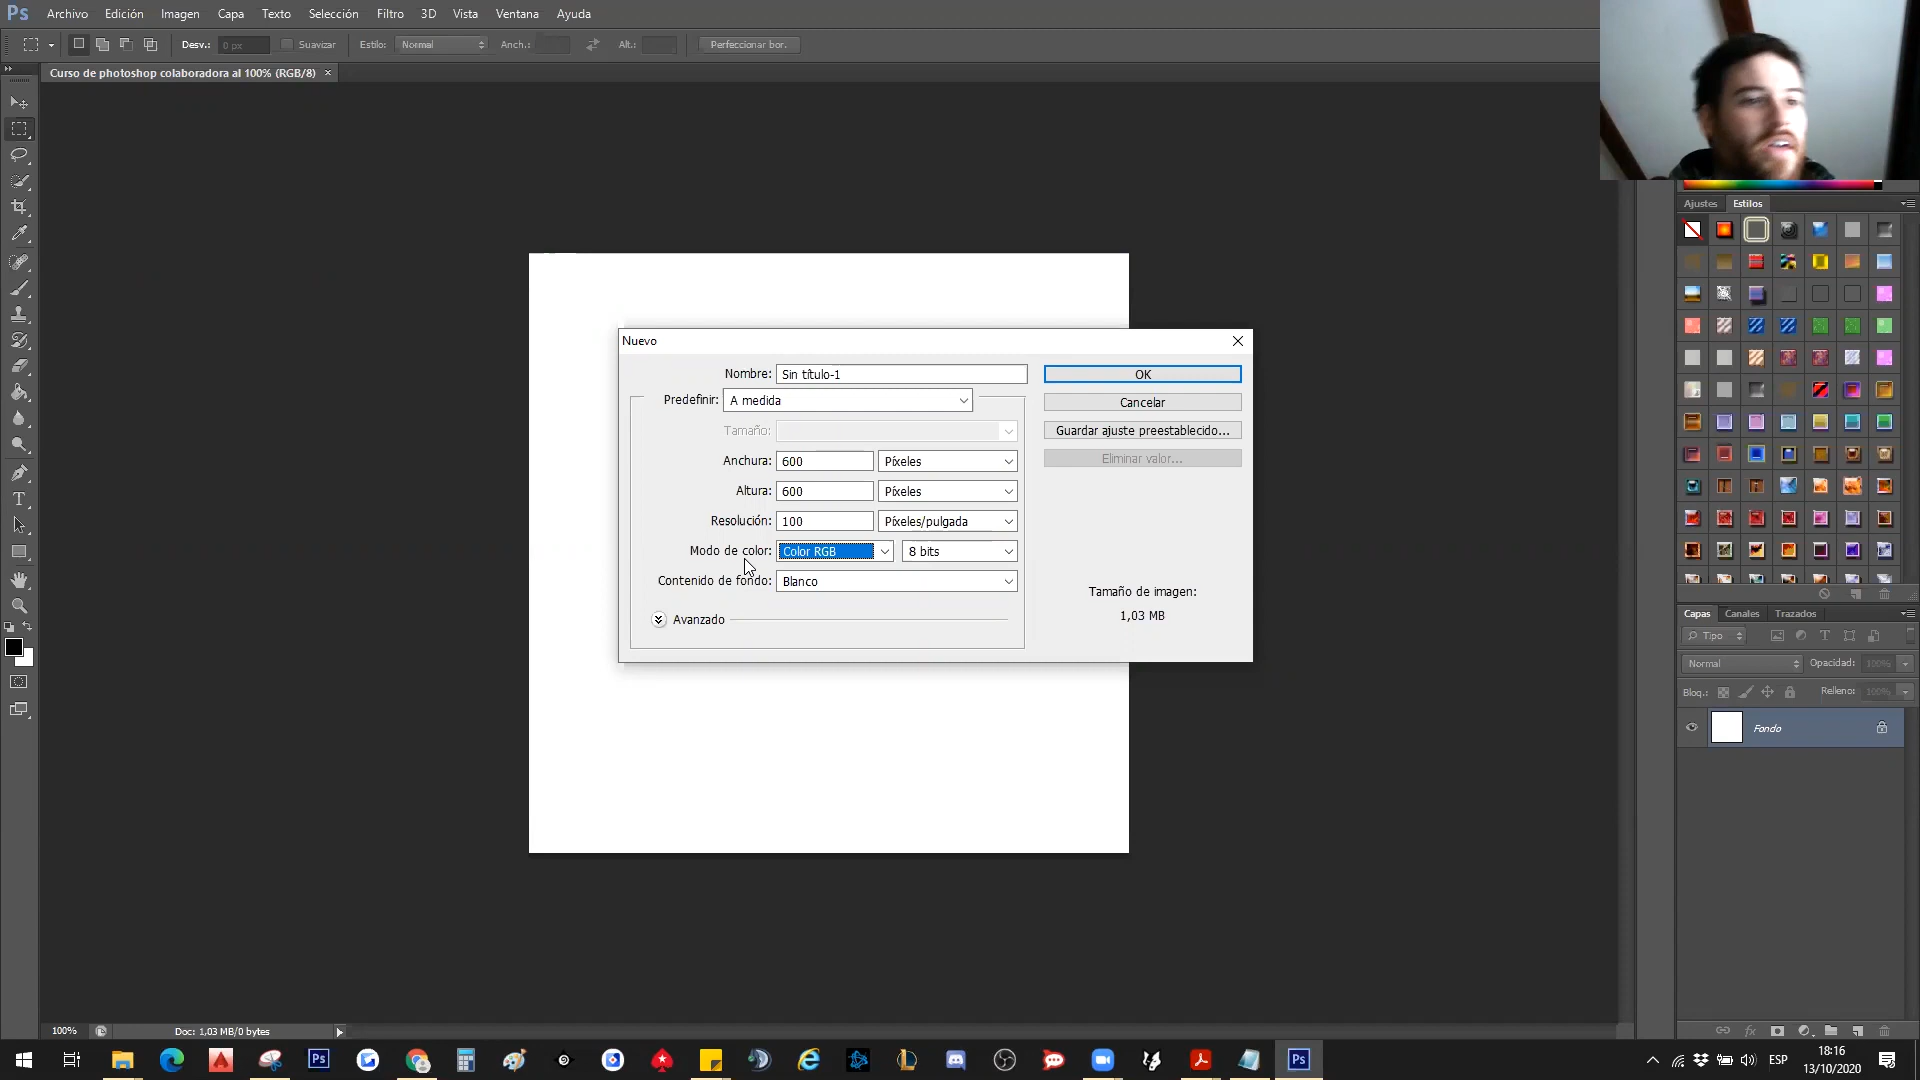 Ps Archivo Edición Imagen Capa Texto Selección Filtro 3D Vista Ventana Ayuda
Desv.: 0 px Suavizar Estilo: Normal Anch.: Alt.: Perfeccionar bor.
Curso de photoshop colaboradora al 100% (RGB/8) ×
Ajustes Estilos
Nuevo
Nombre: Sin título-1 OK
Predefinir: A medida Cancelar
Tamaño: Guardar ajuste preestablecido...
Anchura: 600 Píxeles Eliminar valor...
Altura: 600 Píxeles
Resolución: 100 Píxeles/pulgada
Modo de color: Color RGB 8 bits
Contenido de fondo: Blanco
Avanzado
Tamaño de imagen:
1,03 MB
Capas Canales Trazados
Tipo
Normal Opacidad: 100%
Bloq.: Relleno: 100%
Fondo
100% Doc: 1,03 MB/0 bytes
ESP 18:16
13/10/2020